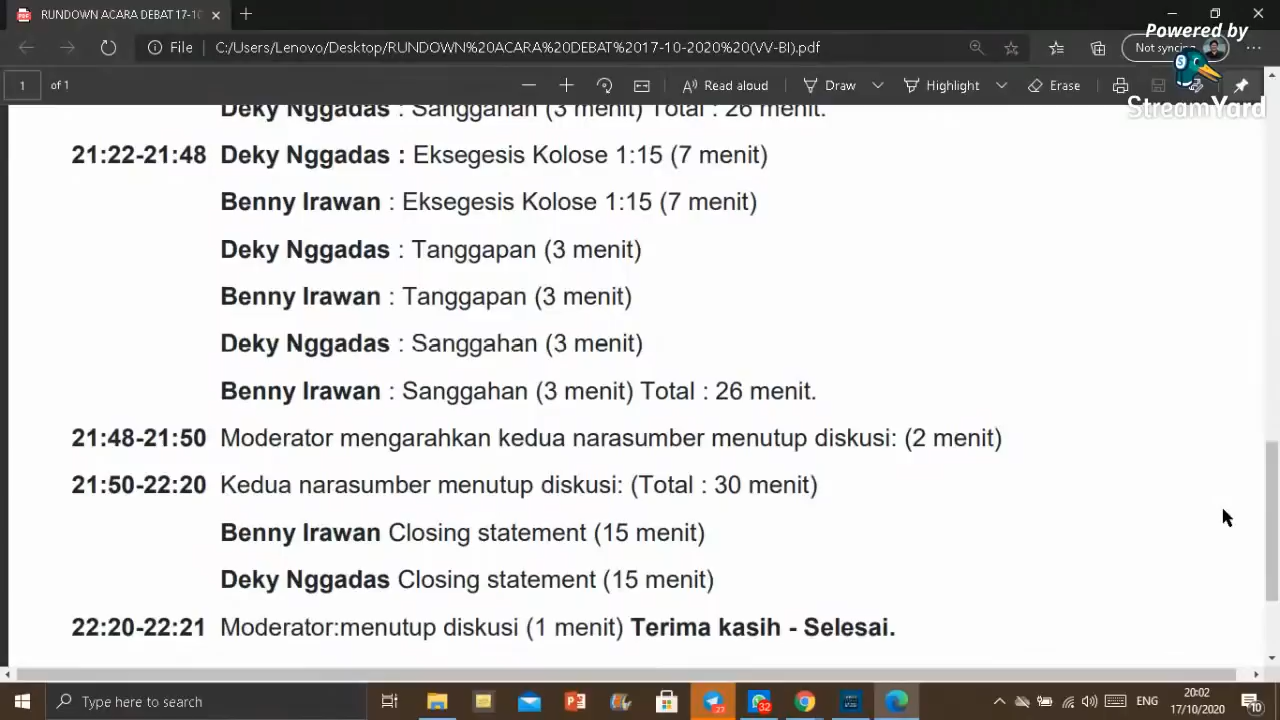 RUNDOWN ACARA DEBAT 17-10
Powered by
File C:/Users/Lenovo/Desktop/RUNDOWN%20ACARA%20DEBAT%2017-10-2020%20(VV-BI).pdf Not syncing
1 of 1 Read aloud Draw Highlight Erase
StreamYard
Deky Nggadas : Sanggahan (3 menit) Total : 26 menit.
21:22-21:48 Deky Nggadas : Eksegesis Kolose 1:15 (7 menit)
Benny Irawan : Eksegesis Kolose 1:15 (7 menit)
Deky Nggadas : Tanggapan (3 menit)
Benny Irawan : Tanggapan (3 menit)
Deky Nggadas : Sanggahan (3 menit)
Benny Irawan : Sanggahan (3 menit) Total : 26 menit.
21:48-21:50 Moderator mengarahkan kedua narasumber menutup diskusi: (2 menit)
21:50-22:20 Kedua narasumber menutup diskusi: (Total : 30 menit)
Benny Irawan Closing statement (15 menit)
Deky Nggadas Closing statement (15 menit)
22:20-22:21 Moderator:menutup diskusi (1 menit) Terima kasih - Selesai.
Type here to search ENG 20:02
17/10/2020